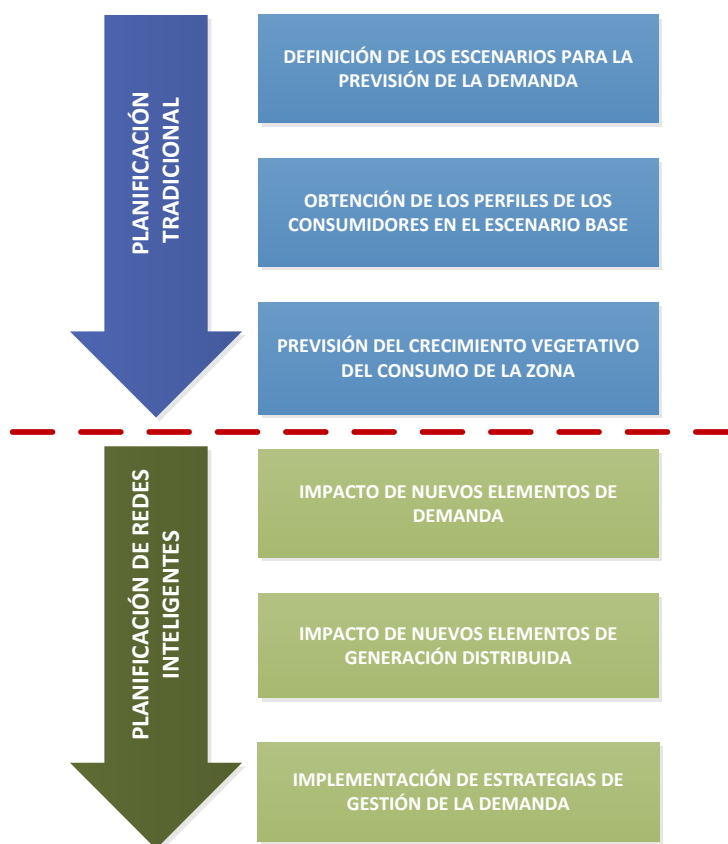 PLANIFICACIÓN
TRADICIONAL
DEFINICIÓN DE LOS ESCENARIOS PARA LA
PREVISIÓN DE LA DEMANDA
OBTENCIÓN DE LOS PERFILES DE LOS
CONSUMIDORES EN EL ESCENARIO BASE
PREVISIÓN DEL CRECIMIENTO VEGETATIVO
DEL CONSUMO DE LA ZONA
PLANIFICACIÓN DE REDES
INTELIGENTES
IMPACTO DE NUEVOS ELEMENTOS DE
DEMANDA
IMPACTO DE NUEVOS ELEMENTOS DE
GENERACIÓN DISTRIBUIDA
IMPLEMENTACIÓN DE ESTRATEGIAS DE
GESTIÓN DE LA DEMANDA